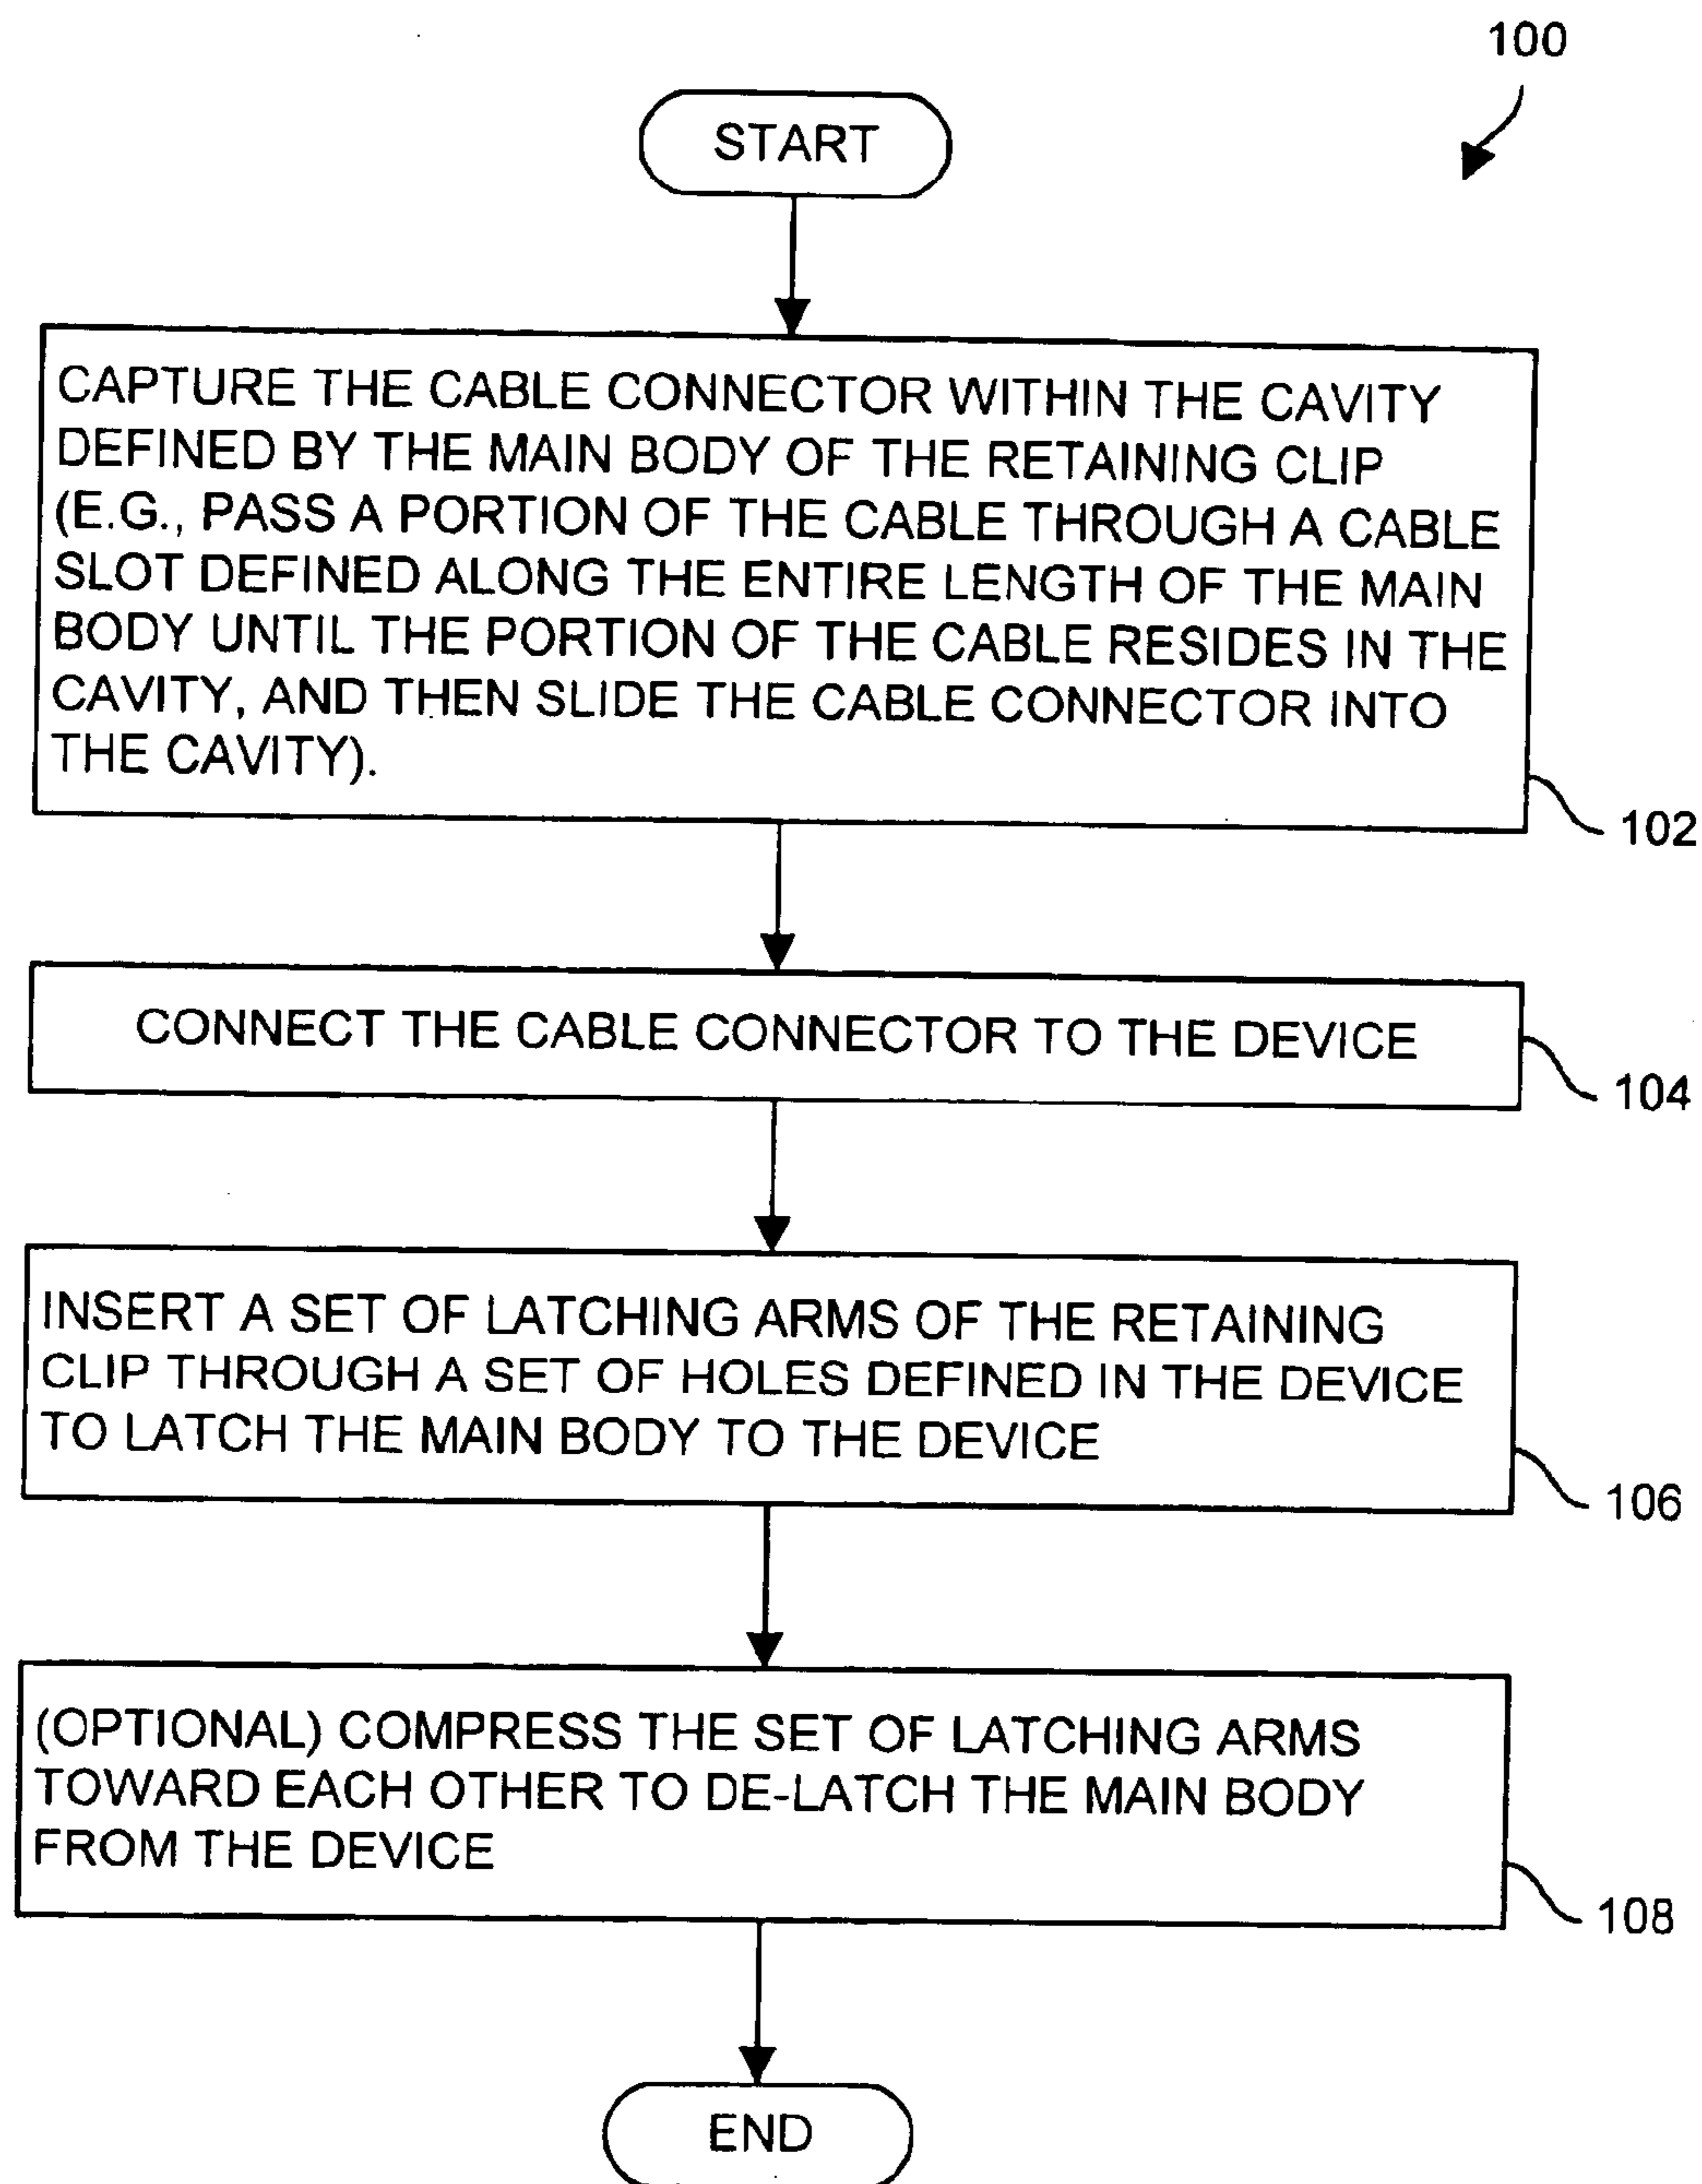 100
START
CAPTURE THE CABLE CONNECTOR WITHIN THE CAVITY
DEFINED BY THE MAIN BODY OF THE RETAINING CLIP
(E.G., PASS A PORTION OF THE CABLE THROUGH A CABLE
SLOT DEFINED ALONG THE ENTIRE LENGTH OF THE MAIN
BODY UNTIL THE PORTION OF THE CABLE RESIDES IN THE
CAVITY, AND THEN SLIDE THE CABLE CONNECTOR INTO
THE CAVITY).
102
CONNECT THE CABLE CONNECTOR TO THE DEVICE
104
INSERT A SET OF LATCHING ARMS OF THE RETAINING
CLIP THROUGH A SET OF HOLES DEFINED IN THE DEVICE
TO LATCH THE MAIN BODY TO THE DEVICE
106
(OPTIONAL) COMPRESS THE SET OF LATCHING ARMS
TOWARD EACH OTHER TO DE-LATCH THE MAIN BODY
FROM THE DEVICE
108
END